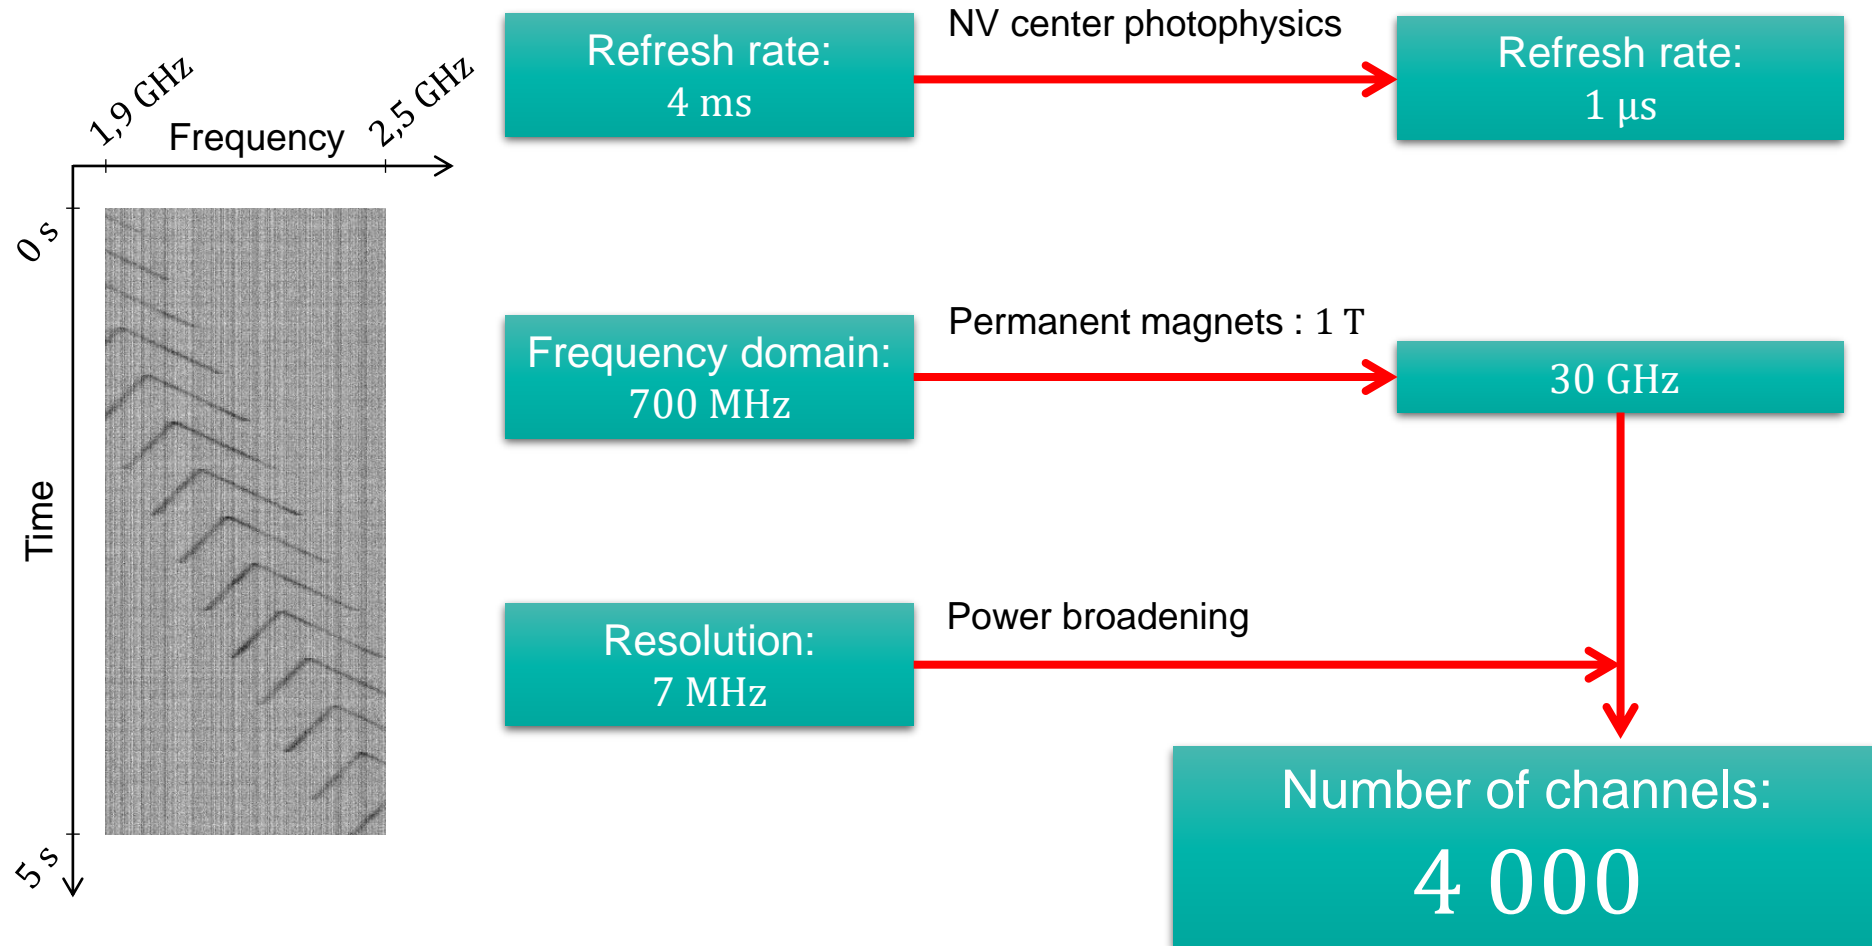 1,9 GHz
2,5 GHz
Frequency
0 s
Time
5 s
Refresh rate:
4 ms
NV center photophysics
Refresh rate:
1 μs
Frequency domain:
700 MHz
Permanent magnets : 1 T
30 GHz
Resolution:
7 MHz
Power broadening
Number of channels:
4 000